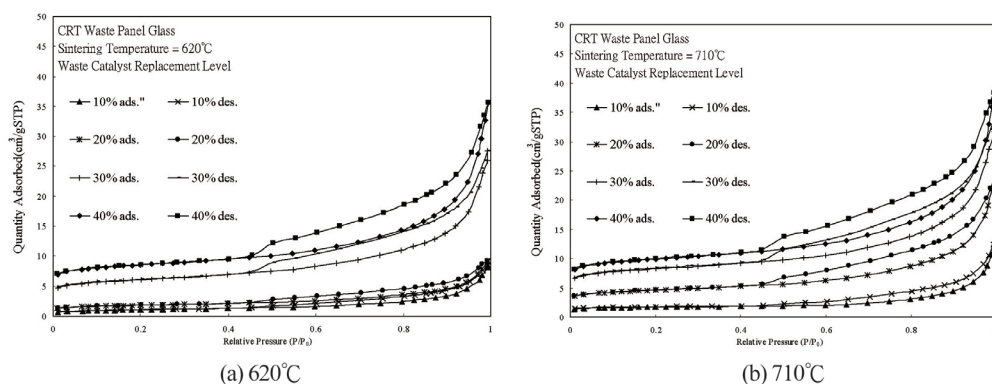 50
45
40
35
30
25
20
15
10
5
0
Quantity Adsorbed(cm³/gSTP)
CRT Waste Panel Glass
Sintering Temperature = 620℃
Waste Catalyst Replacement Level
10% ads." 10% des.
20% ads. 20% des.
30% ads. 30% des.
40% ads. 40% des.
0 0.2 0.4 0.6 0.8 1
Relative Pressure (P/P₀)
(a) 620℃
50
45
40
35
30
25
20
15
10
5
0
Quantity Adsorbed(cm³/gSTP)
CRT Waste Panel Glass
Sintering Temperature = 710℃
Waste Catalyst Replacement Level
10% ads." 10% des.
20% ads. 20% des.
30% ads. 30% des.
40% ads. 40% des.
0 0.2 0.4 0.6 0.8
Relative Pressure (P/P₀)
(b) 710℃